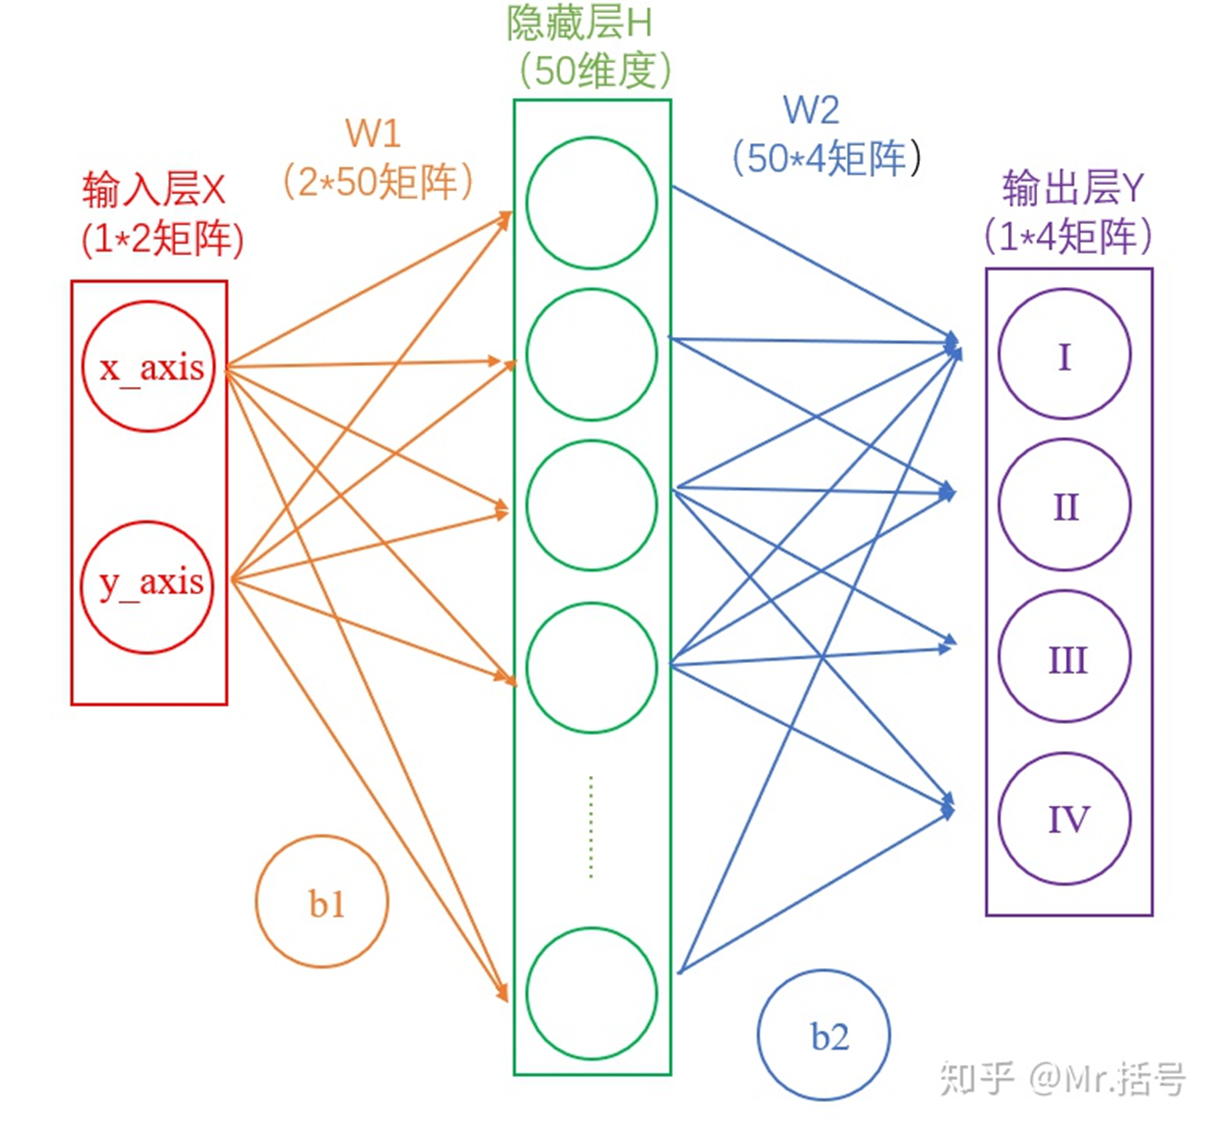 隐藏层H
（50维度）
W1
（2*50矩阵）
W2
（50*4矩阵）
输入层X
(1*2矩阵)
输出层Y
（1*4矩阵）
x_axis
y_axis
I
II
III
IV
b1
b2
知乎 @Mr.括号